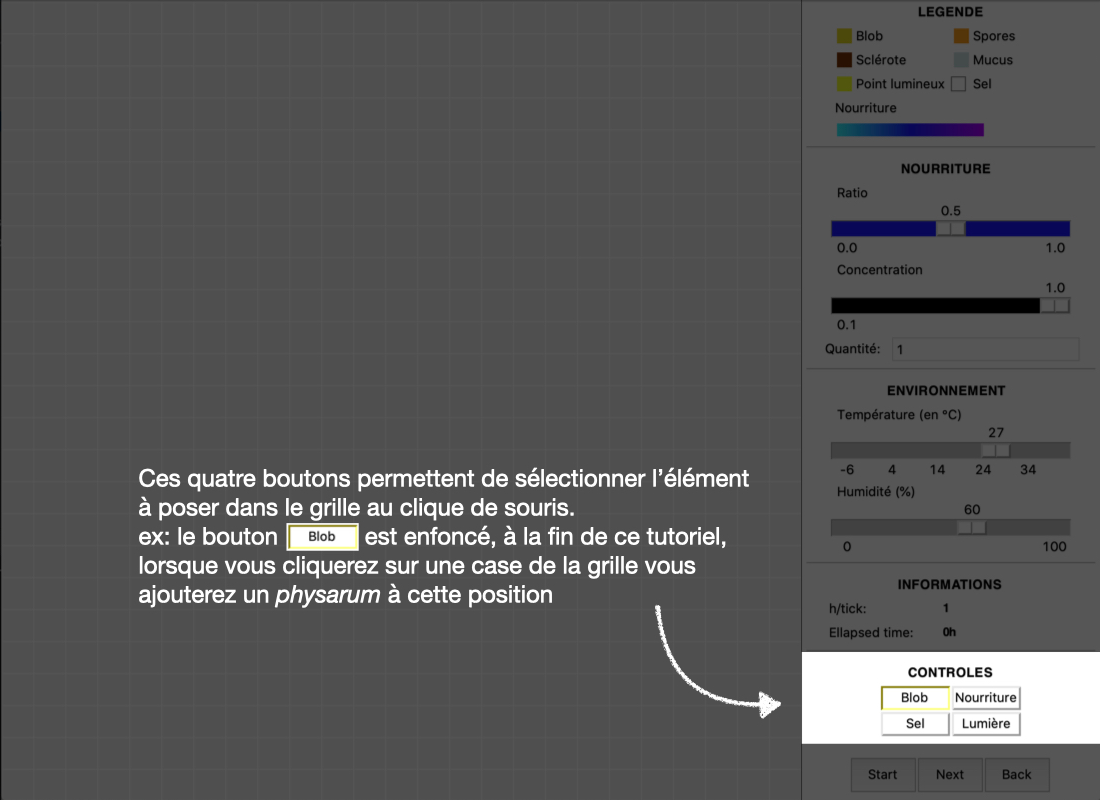 LEGENDE
Blob
Spores
Sclérote
Mucus
Point lumineux
Sel
Nourriture
NOURRITURE
Ratio
0.5
0.0 1.0
Concentration
1.0
0.1
Quantité: 1
ENVIRONNEMENT
Température (en °C)
27
-6 4 14 24 34
Humidité (%)
60
0 100
INFORMATIONS
h/tick: 1
Ellapsed time: 0h
Ces quatre boutons permettent de sélectionner l'élément
à poser dans le grille au clique de souris.
ex: le bouton Blob est enfoncé, à la fin de ce tutoriel,
lorsque vous cliquerez sur une case de la grille vous
ajouterez un physarum à cette position
CONTROLES
Blob Nourriture
Sel Lumière
Start Next Back